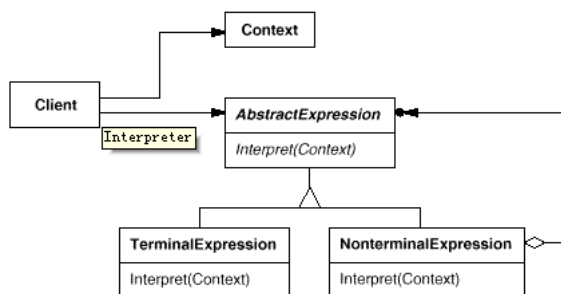 Context
Client
AbstractExpression
Interpreter
Interpret(Context)
TerminalExpression
NonterminalExpression
Interpret(Context)
Interpret(Context)